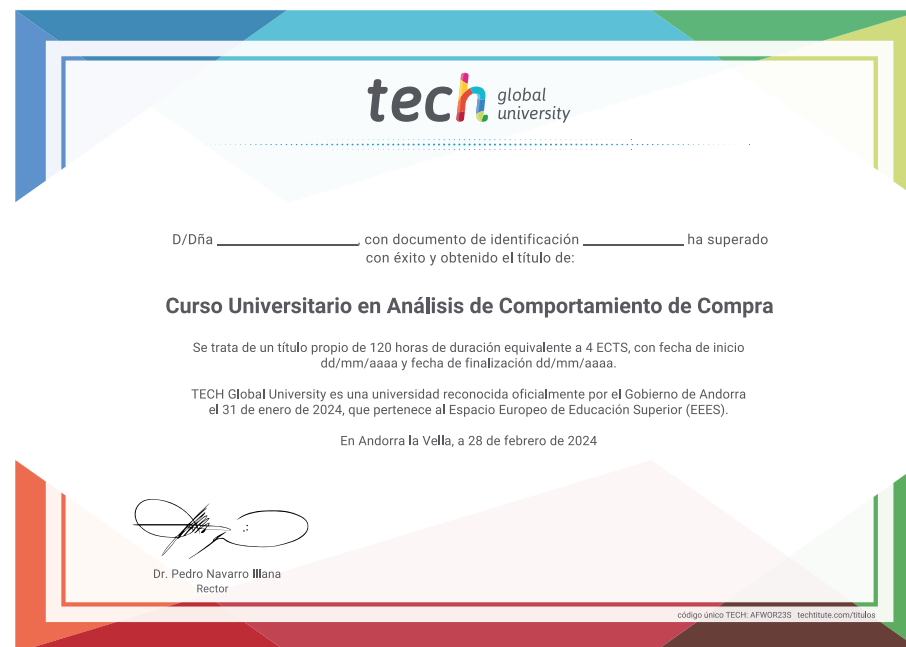 tech global university
D/Dña ____________, con documento de identificación ____________ ha superado
con éxito y obtenido el título de:
Curso Universitario en Análisis de Comportamiento de Compra
Se trata de un título propio de 120 horas de duración equivalente a 4 ECTS, con fecha de inicio
dd/mm/aaaa y fecha de finalización dd/mm/aaaa.
TECH Global University es una universidad reconocida oficialmente por el Gobierno de Andorra
el 31 de enero de 2024, que pertenece al Espacio Europeo de Educación Superior (EEES).
En Andorra la Vella, a 28 de febrero de 2024
Dr. Pedro Navarro Illana
Rector
código único TECH: AFWOR23S techtitute.com/titulos